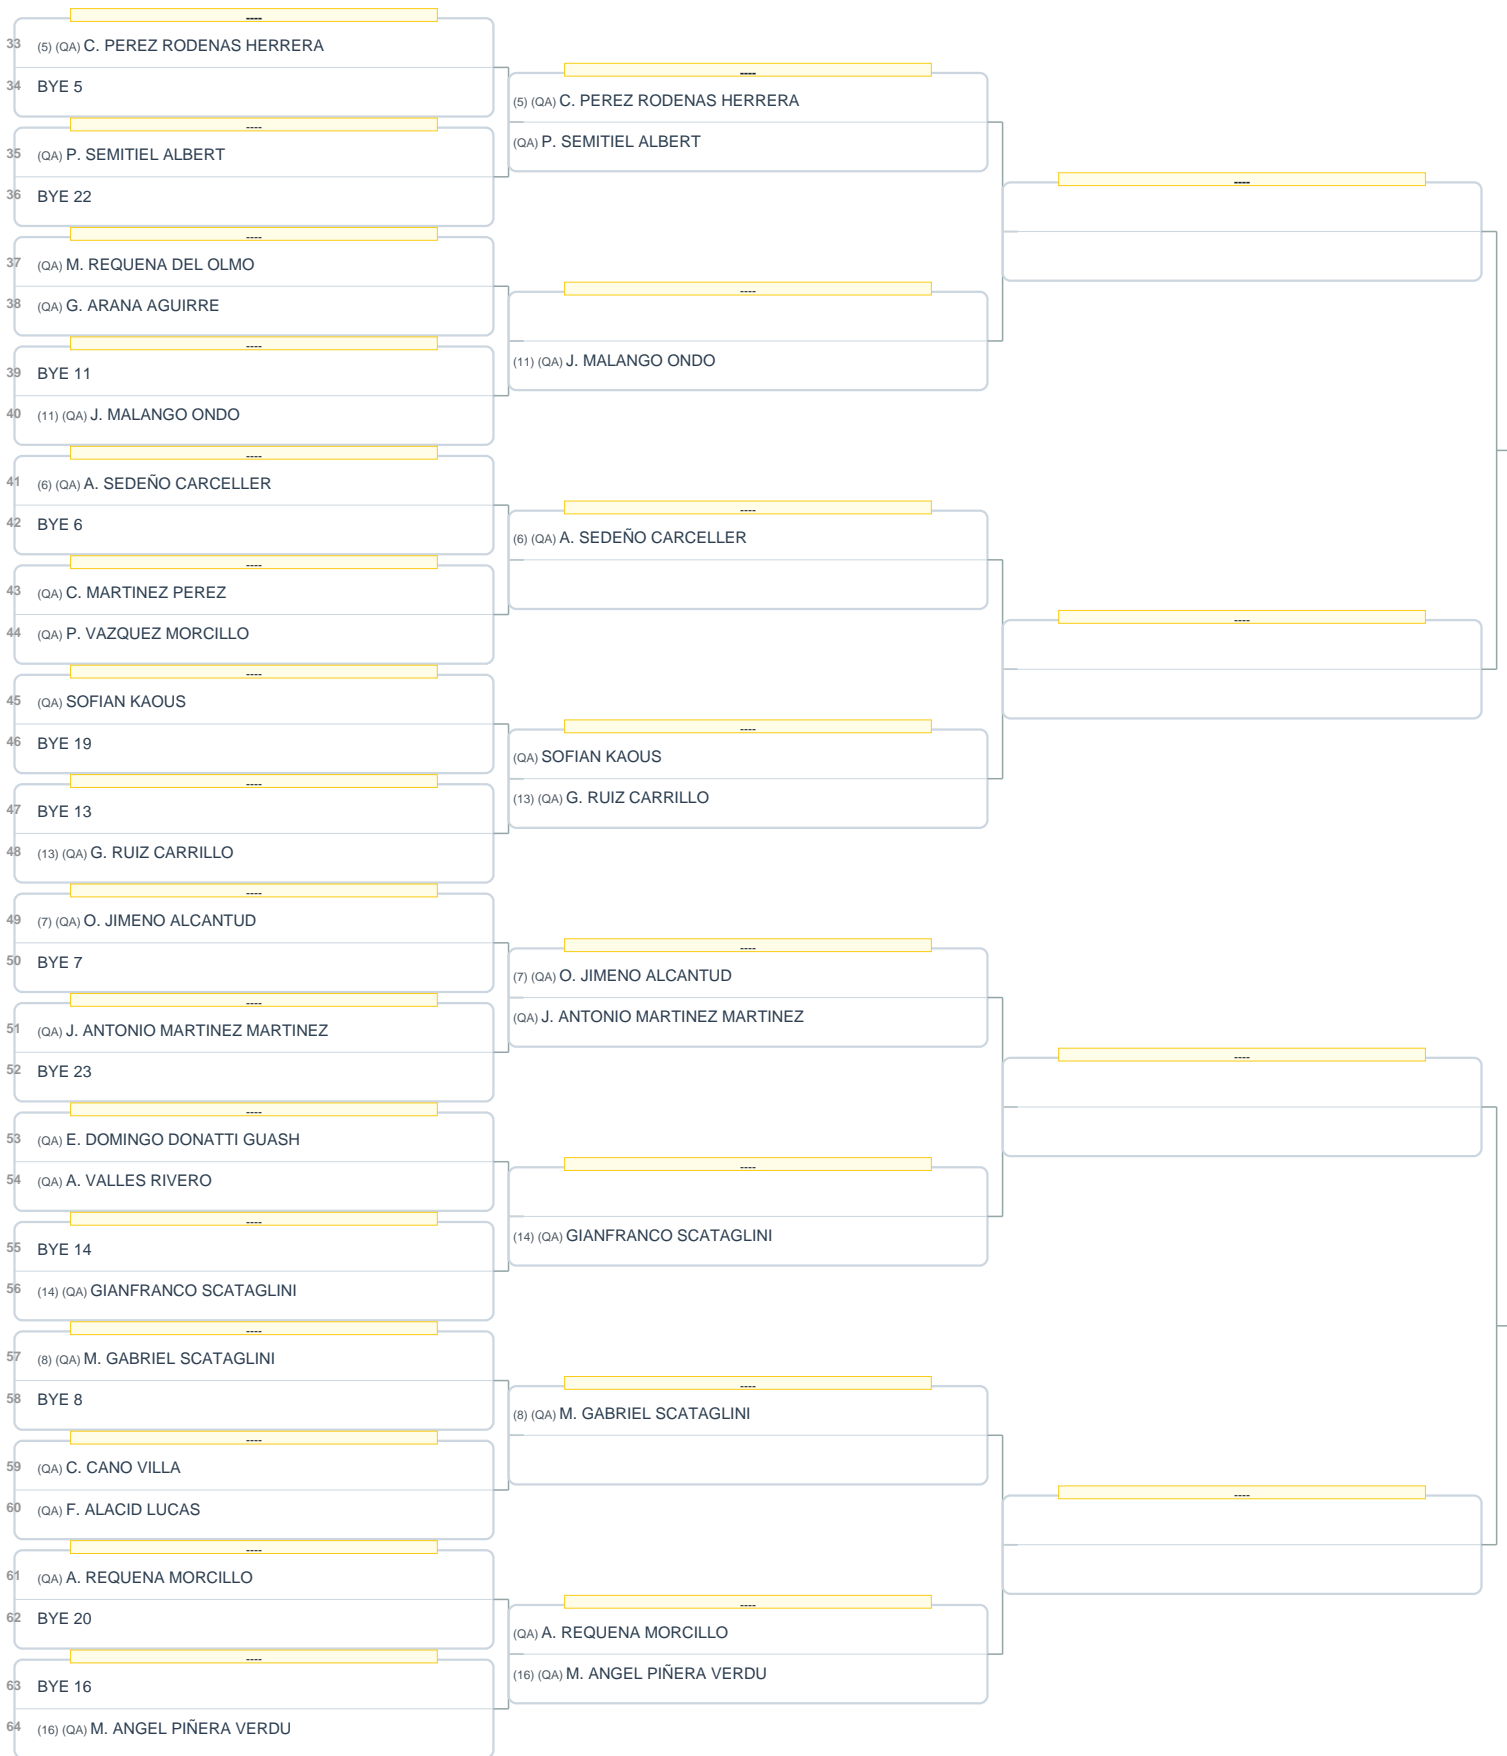 ----
33 (5) (QA) C. PEREZ RODENAS HERRERA
34 BYE 5
----
35 (QA) P. SEMITIEL ALBERT
36 BYE 22
----
37 (QA) M. REQUENA DEL OLMO
38 (QA) G. ARANA AGUIRRE
----
39 BYE 11
40 (11) (QA) J. MALANGO ONDO
----
41 (6) (QA) A. SEDEÑO CARCELLER
42 BYE 6
----
43 (QA) C. MARTINEZ PEREZ
44 (QA) P. VAZQUEZ MORCILLO
----
45 (QA) SOFIAN KAOUS
46 BYE 19
----
47 BYE 13
48 (13) (QA) G. RUIZ CARRILLO
----
49 (7) (QA) O. JIMENO ALCANTUD
50 BYE 7
----
51 (QA) J. ANTONIO MARTINEZ MARTINEZ
52 BYE 23
----
53 (QA) E. DOMINGO DONATTI GUASH
54 (QA) A. VALLES RIVERO
----
55 BYE 14
56 (14) (QA) GIANFRANCO SCATAGLINI
----
57 (8) (QA) M. GABRIEL SCATAGLINI
58 BYE 8
----
59 (QA) C. CANO VILLA
60 (QA) F. ALACID LUCAS
----
61 (QA) A. REQUENA MORCILLO
62 BYE 20
----
63 BYE 16
64 (16) (QA) M. ANGEL PIÑERA VERDU
----
(5) (QA) C. PEREZ RODENAS HERRERA
(QA) P. SEMITIEL ALBERT
----
(11) (QA) J. MALANGO ONDO
----
(6) (QA) A. SEDEÑO CARCELLER
----
(QA) SOFIAN KAOUS
(13) (QA) G. RUIZ CARRILLO
----
(7) (QA) O. JIMENO ALCANTUD
(QA) J. ANTONIO MARTINEZ MARTINEZ
----
(14) (QA) GIANFRANCO SCATAGLINI
----
(8) (QA) M. GABRIEL SCATAGLINI
----
(QA) A. REQUENA MORCILLO
(16) (QA) M. ANGEL PIÑERA VERDU
----
----
----
----